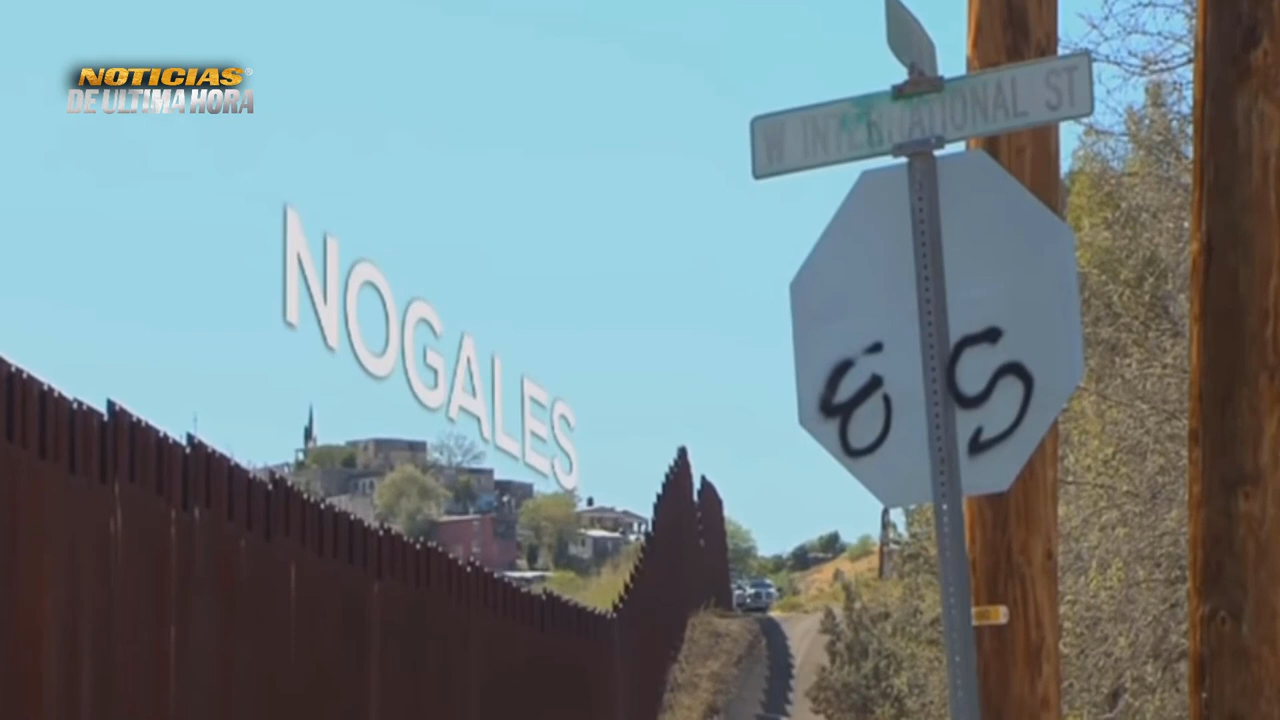 NOTICIAS
DE ULTIMA HORA
W INTERNATIONAL ST
NOGALES